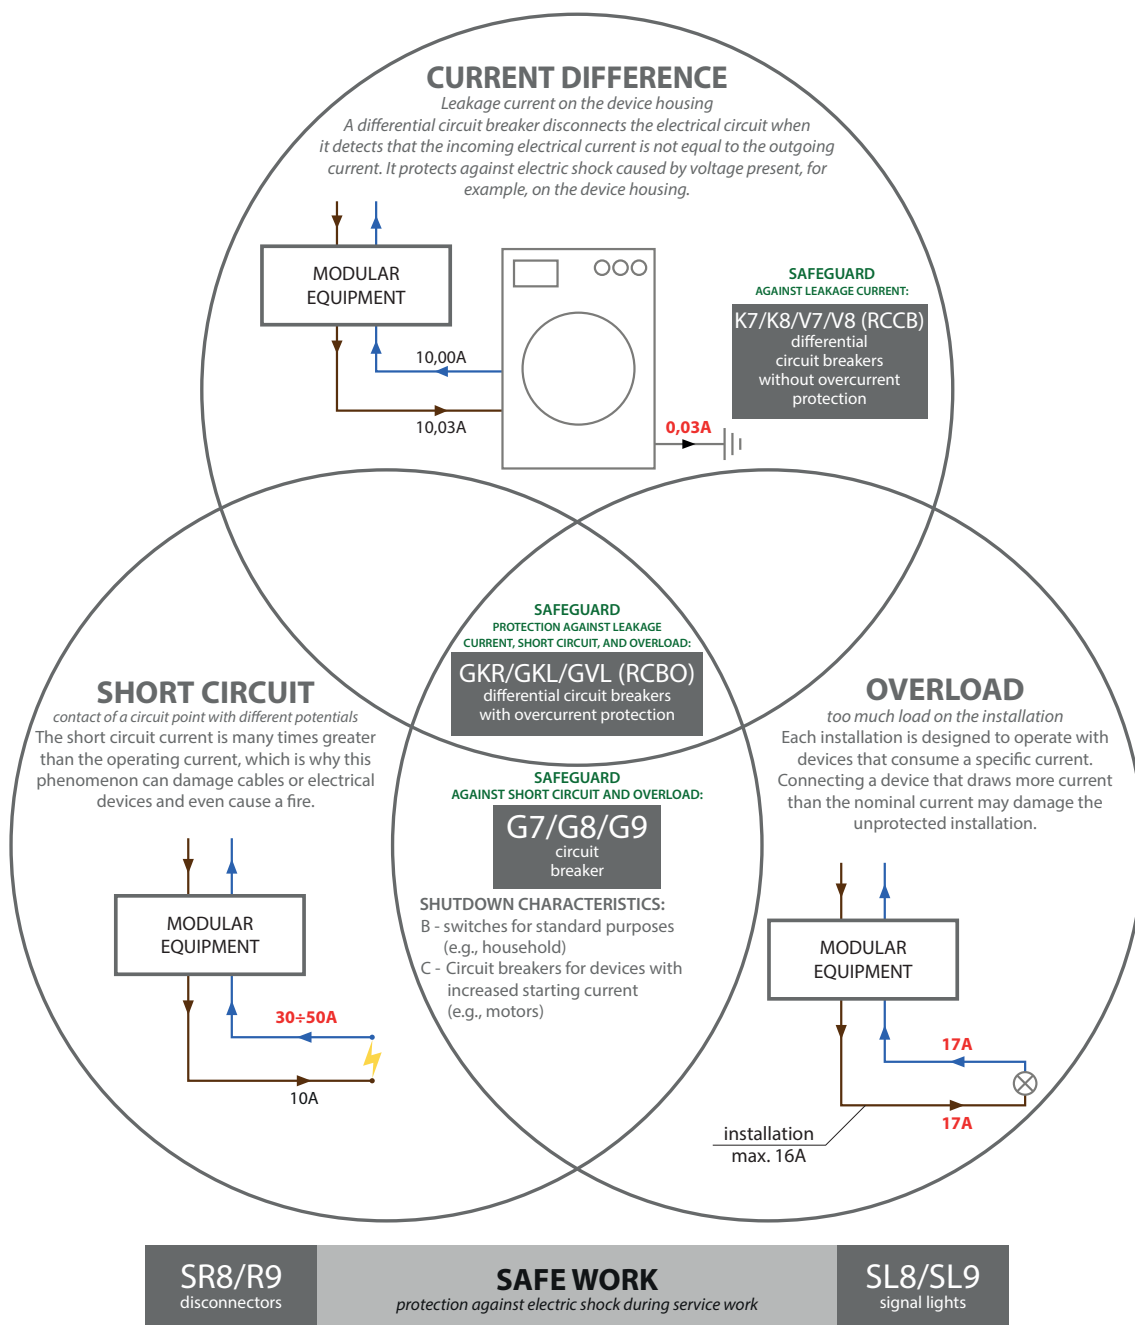 CURRENT DIFFERENCE
Leakage current on the device housing
A differential circuit breaker disconnects the electrical circuit when
it detects that the incoming electrical current is not equal to the outgoing
current. It protects against electric shock caused by voltage present, for
example, on the device housing.
MODULAR
EQUIPMENT
10,00A
10,03A
0,03A
SAFEGUARD
AGAINST LEAKAGE CURRENT:
K7/K8/V7/V8 (RCCB)
differential
circuit breakers
without overcurrent
protection
SAFEGUARD
PROTECTION AGAINST LEAKAGE
CURRENT, SHORT CIRCUIT, AND OVERLOAD:
GKR/GKL/GVL (RCBO)
differential circuit breakers
with overcurrent protection
SHORT CIRCUIT
contact of a circuit point with different potentials
The short circuit current is many times greater
than the operating current, which is why this
phenomenon can damage cables or electrical
devices and even cause a fire.
MODULAR
EQUIPMENT
30÷50A
10A
SAFEGUARD
AGAINST SHORT CIRCUIT AND OVERLOAD:
G7/G8/G9
circuit
breaker
SHUTDOWN CHARACTERISTICS:
B - switches for standard purposes
(e.g., household)
C - Circuit breakers for devices with
increased starting current
(e.g., motors)
OVERLOAD
too much load on the installation
Each installation is designed to operate with
devices that consume a specific current.
Connecting a device that draws more current
than the nominal current may damage the
unprotected installation.
MODULAR
EQUIPMENT
17A
17A
installation
max. 16A
SR8/R9
disconnectors
SAFE WORK
protection against electric shock during service work
SL8/SL9
signal lights